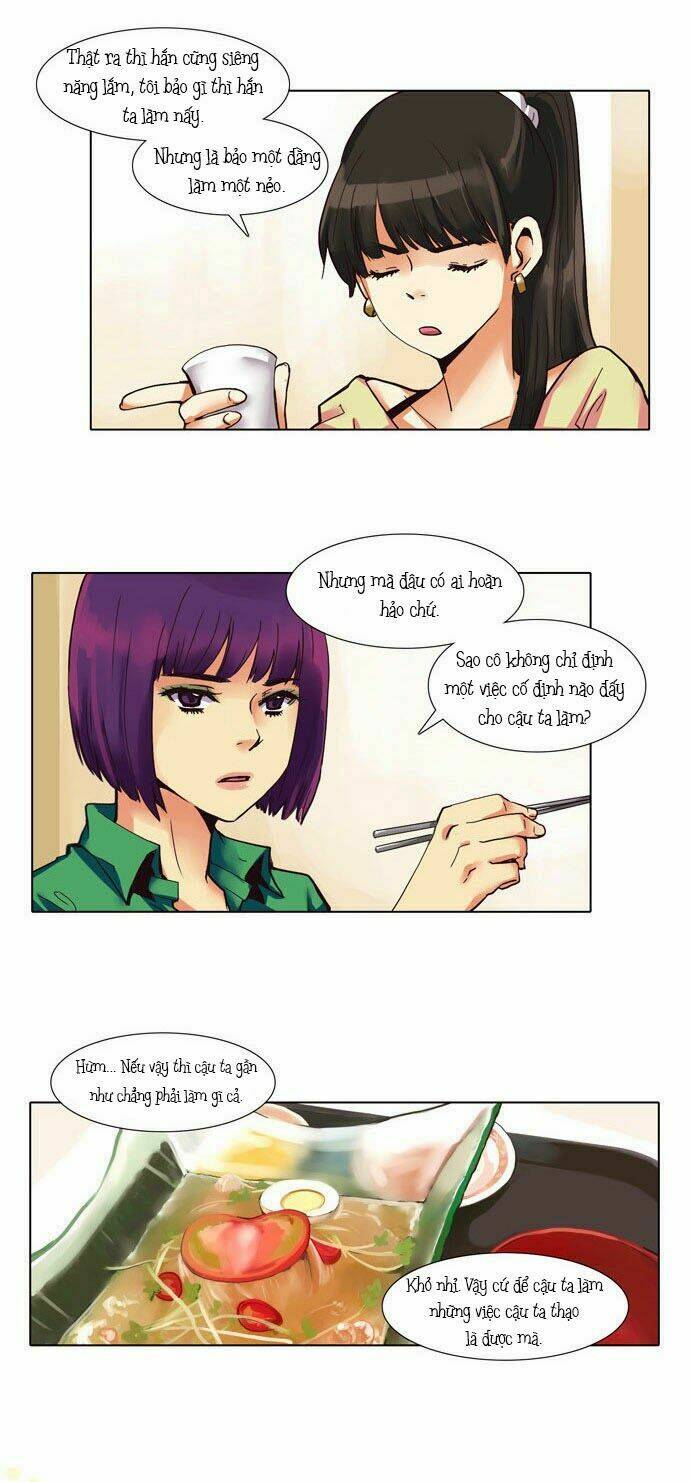 Thật ra thì hắn cũng siêng
năng lắm, tôi bảo gì thì hắn
ta làm nấy.
Nhưng là bảo một đằng
làm một nẻo.
Nhưng mà đâu có ai hoàn
hảo chứ.
Sao cô không chỉ định
một việc cố định nào đấy
cho cậu ta làm?
Hừm... Nếu vậy thì cậu ta gần
như chẳng phải làm gì cả.
Khổ nhỉ. Vậy cứ để cậu ta làm
những việc cậu ta thạo
là được mà.